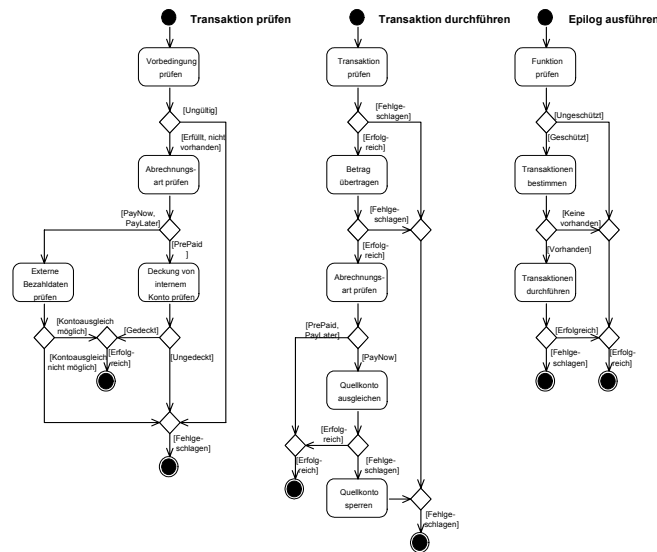 Transaktion prüfen
Vorbedingung
prüfen
[Ungültig]
[Erfüllt, nicht
vorhanden]
Abrechnungs-
art prüfen
[PayNow,
PayLater]
[PrePaid
]
Externe
Bezahldaten
prüfen
Deckung von
internem
Konto prüfen
[Kontoausgleich
möglich]
[Gedeckt]
[Kontoausgleich
nicht möglich]
[Erfolg-
reich]
[Ungedeckt]
[Fehlge-
schlagen]
Transaktion durchführen
Transaktion
prüfen
[Fehlge-
schlagen]
[Erfolg-
reich]
Betrag
übertragen
[Fehlge-
schlagen]
[Erfolg-
reich]
Abrechnungs-
art prüfen
[PrePaid,
PayLater]
[PayNow]
Quellkonto
ausgleichen
[Erfolg-
reich]
[Erfolg-
reich]
[Fehlge-
schlagen]
Quellkonto
sperren
[Fehlge-
schlagen]
Epilog ausführen
Funktion
prüfen
[Ungeschützt]
[Geschützt]
Transaktionen
bestimmen
[Keine
vorhanden]
[Vorhanden]
Transaktionen
durchführen
[Erfolgreich]
[Fehlge-
schlagen]
[Erfolg-
reich]